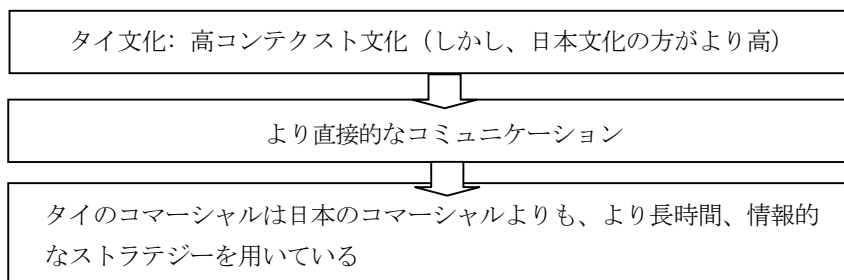 タイ文化: 高コンテクスト文化（しかし、日本文化の方がより高）
より直接的なコミュニケーション
タイのコマーシャルは日本のコマーシャルよりも、より長時間、情報的
なストラテジーを用いている